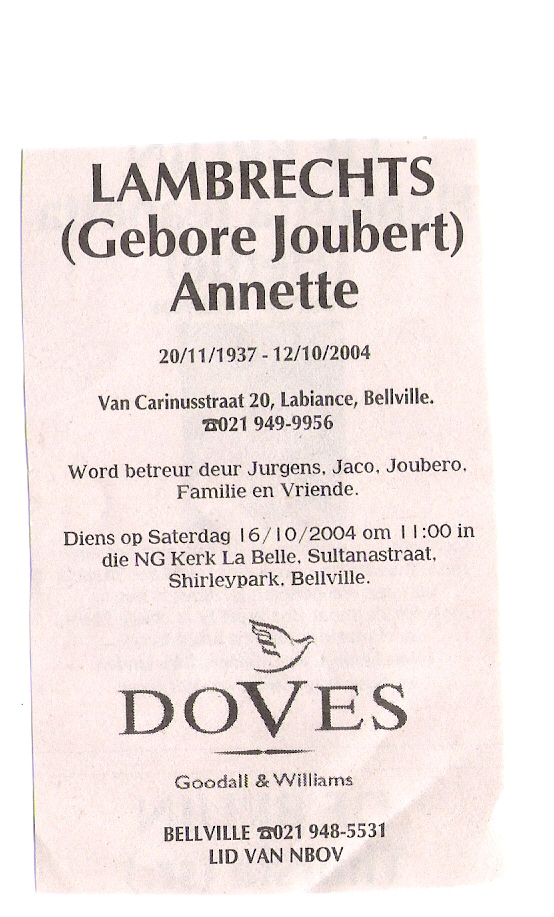 LAMBRECHTS
(Gebore Joubert)
Annette
20/11/1937 - 12/10/2004
Van Carinusstraat 20, Labiance, Bellville.
☎021 949-9956
Word betreur deur Jurgens, Jaco, Joubero,
Familie en Vriende.
Diens op Saterdag 16/10/2004 om 11:00 in
die NG Kerk La Belle, Sultanastraat,
Shirleypark, Bellville.
DOVES
Goodall & Williams
BELLVILLE ☎021 948-5531
LID VAN NBOV